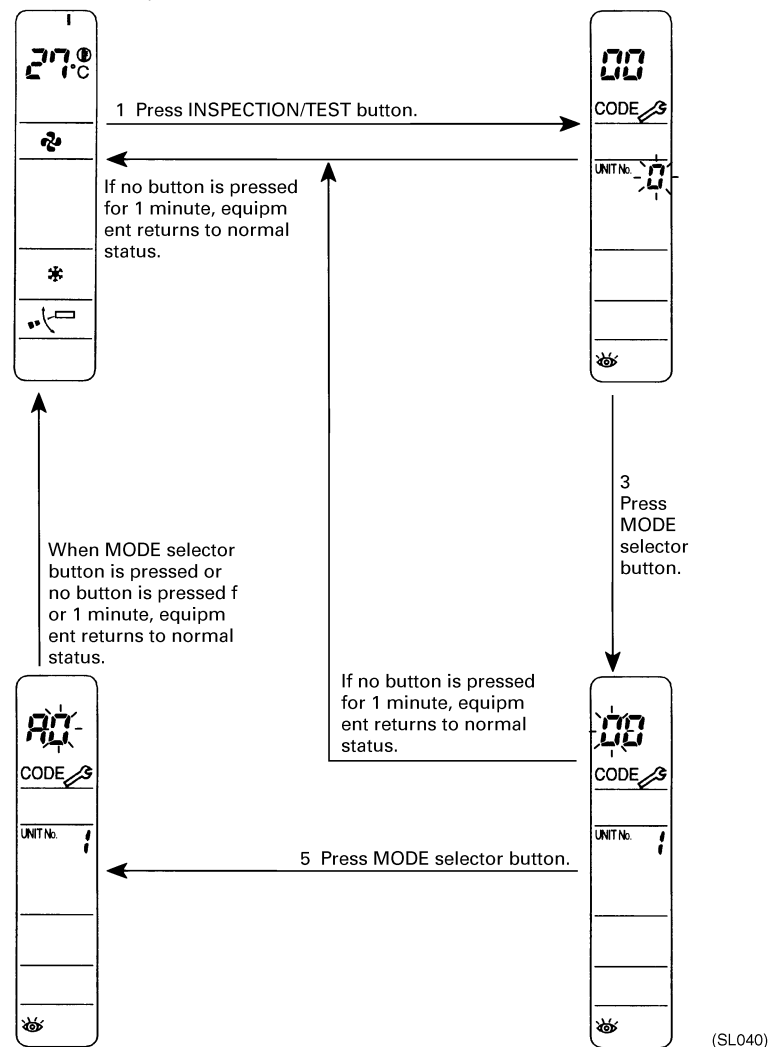 27.°C
00
CODE
1 Press INSPECTION/TEST button.
UNIT No. 0
If no button is pressed
for 1 minute, equipm
ent returns to normal
status.
3
Press
MODE
selector
button.
When MODE selector
button is pressed or
no button is pressed f
or 1 minute, equipm
ent returns to normal
status.
If no button is pressed
for 1 minute, equipm
ent returns to normal
status.
A0
CODE
UNIT No. 1
00
CODE
UNIT No. 1
5 Press MODE selector button.
(SL040)